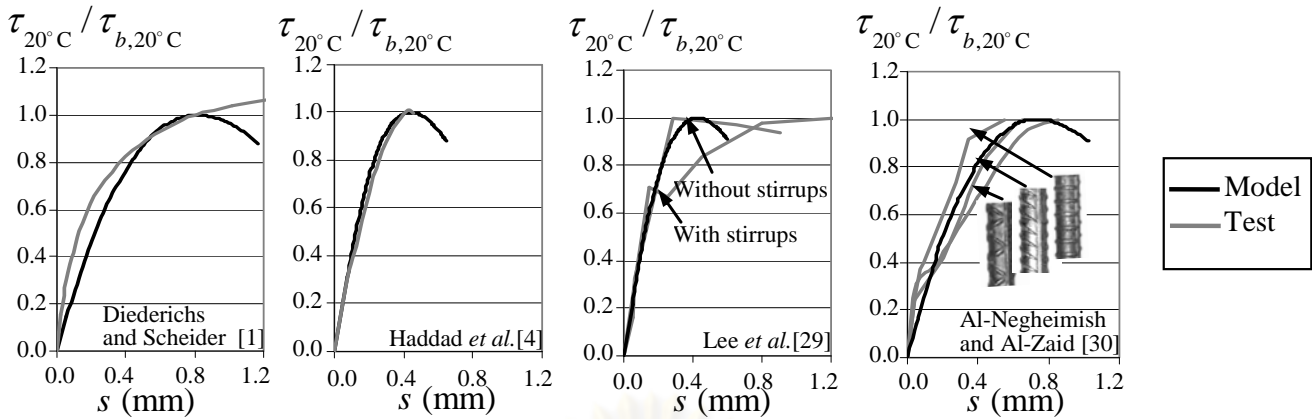 τ20°C / τb,20°C
1.2
1.0
0.8
0.6
0.4
0.2
0.0
Diederichs
and Scheider [1]
0.0 0.4 0.8 1.2
s (mm)
τ20°C / τb,20°C
1.2
1.0
0.8
0.6
0.4
0.2
0.0
Haddad et al.[4]
0.0 0.4 0.8 1.2
s (mm)
τ20°C / τb,20°C
1.2
1.0
0.8
0.6
0.4
0.2
0.0
Without stirrups
With stirrups
Lee et al.[29]
0.0 0.4 0.8 1.2
s (mm)
τ20°C / τb,20°C
1.2
1.0
0.8
0.6
0.4
0.2
0.0
Al-Negheimish
and Al-Zaid [30]
0.0 0.4 0.8 1.2
s (mm)
Model
Test